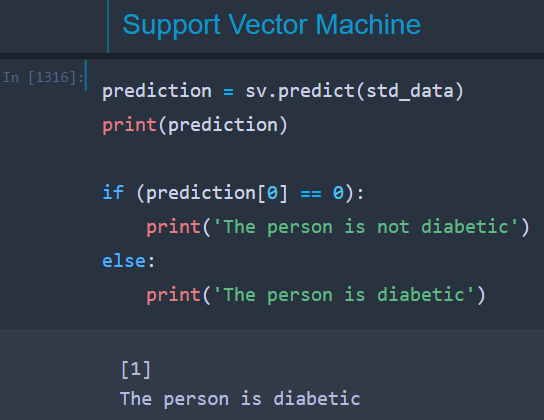 Support Vector Machine
In [1316]:
prediction = sv.predict(std_data)
print(prediction)
if (prediction[0] == 0):
    print('The person is not diabetic')
else:
    print('The person is diabetic')
[1]
The person is diabetic